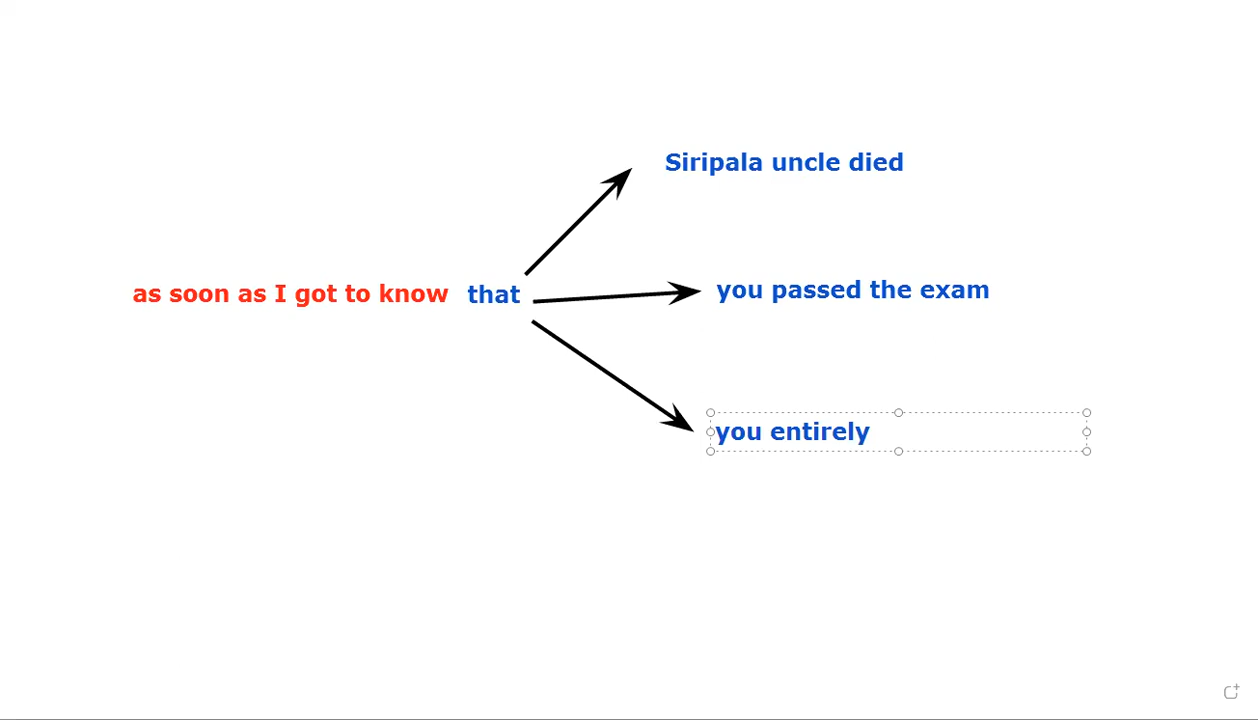 Siripala uncle died
as soon as I got to know that
you passed the exam
you entirely